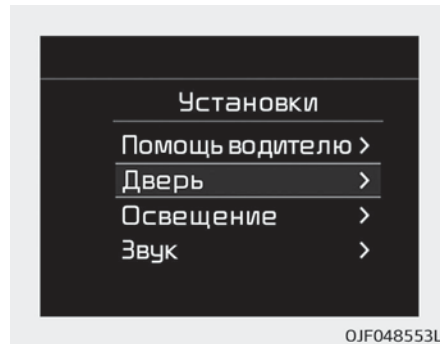 Установки
Помощь водителю >
Дверь >
Освещение >
Звук >
OJF048553L